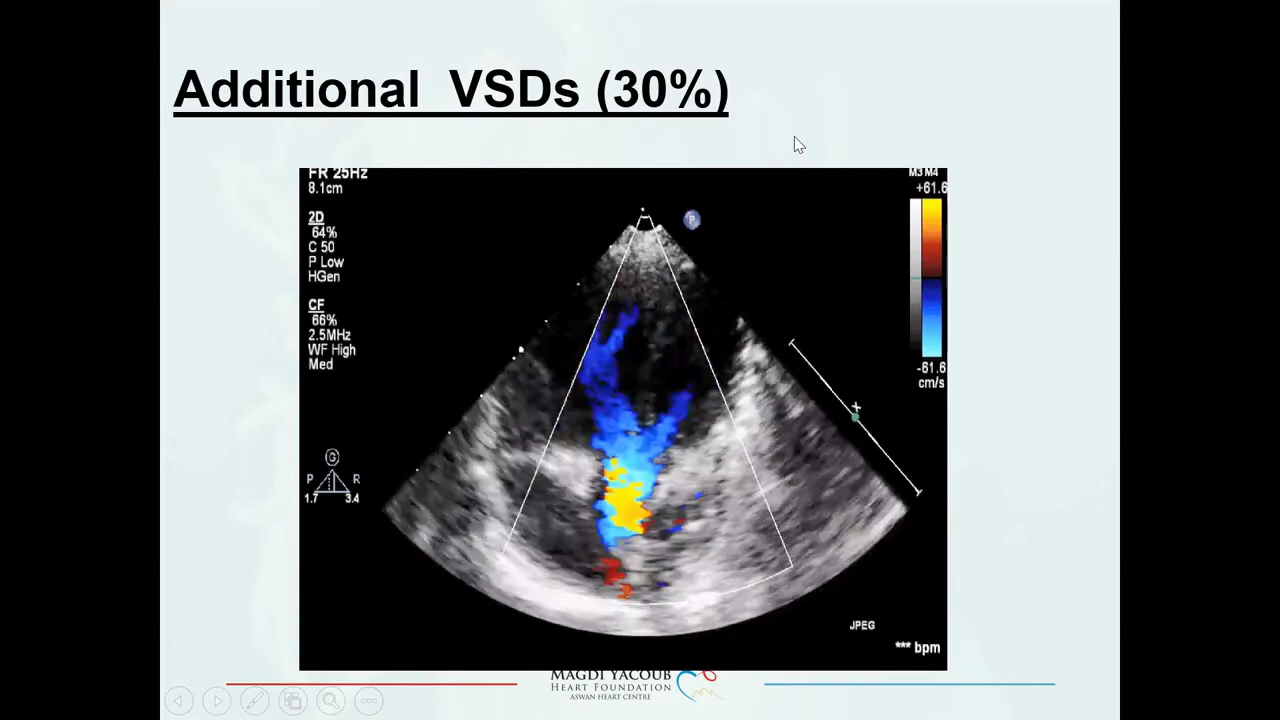 Additional VSDs (30%)
FR 25Hz
8.1cm
2D
64%
C 50
P Low
HGen
CF
66%
2.5MHz
WF High
Med
P
G
P R
1.7 3.4
M3 M4
+61.6
-61.6
cm/s
JPEG
*** bpm
MAGDI YACOUB
HEART FOUNDATION
ASWAN HEART CENTRE